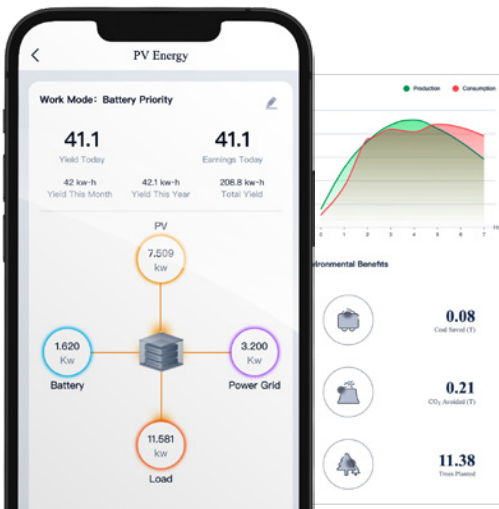 PV Energy
Work Mode: Battery Priority
41.1
41.1
Yield Today
Earnings Today
42 kw-h
42.1 kw-h
208.8 kw-h
Yield This Month
Yield This Year
Total Yield
PV
7.509
kw
1.620
Kw
3.200
Kw
Battery
Power Grid
11.581
kw
Load
Production
Consumption
0 1 2 3 4 5 6 7
vironmental Benefits
0.08
Coal Saved (T)
0.21
CO₂ Avoided (T)
11.38
Trees Planted